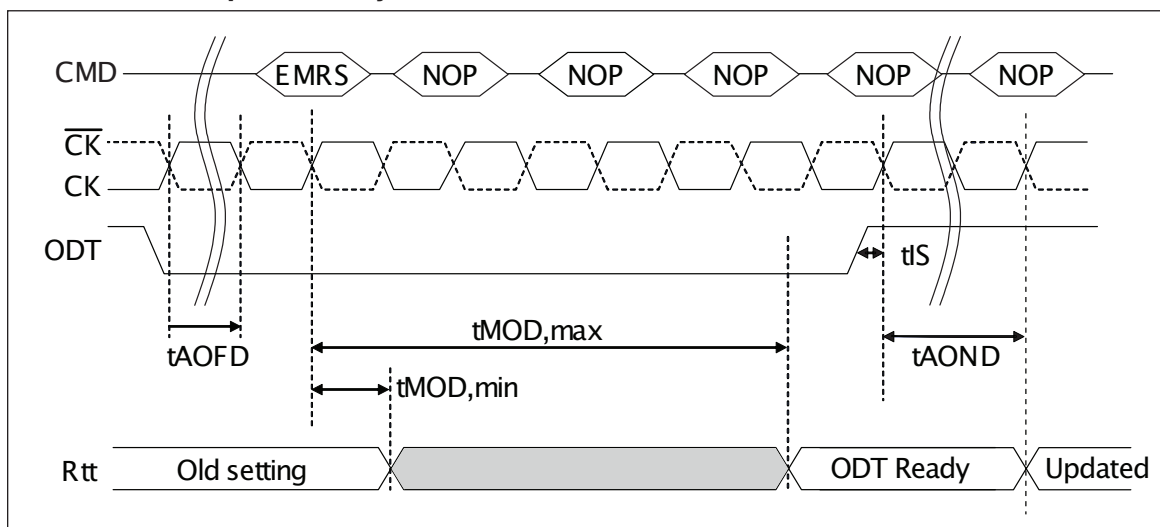 CMD
EMRS
NOP
NOP
NOP
NOP
NOP
CK
CK
ODT
tIS
tAOFD
tMOD,max
tAOND
tMOD,min
Rtt
Old setting
ODT Ready
Updated